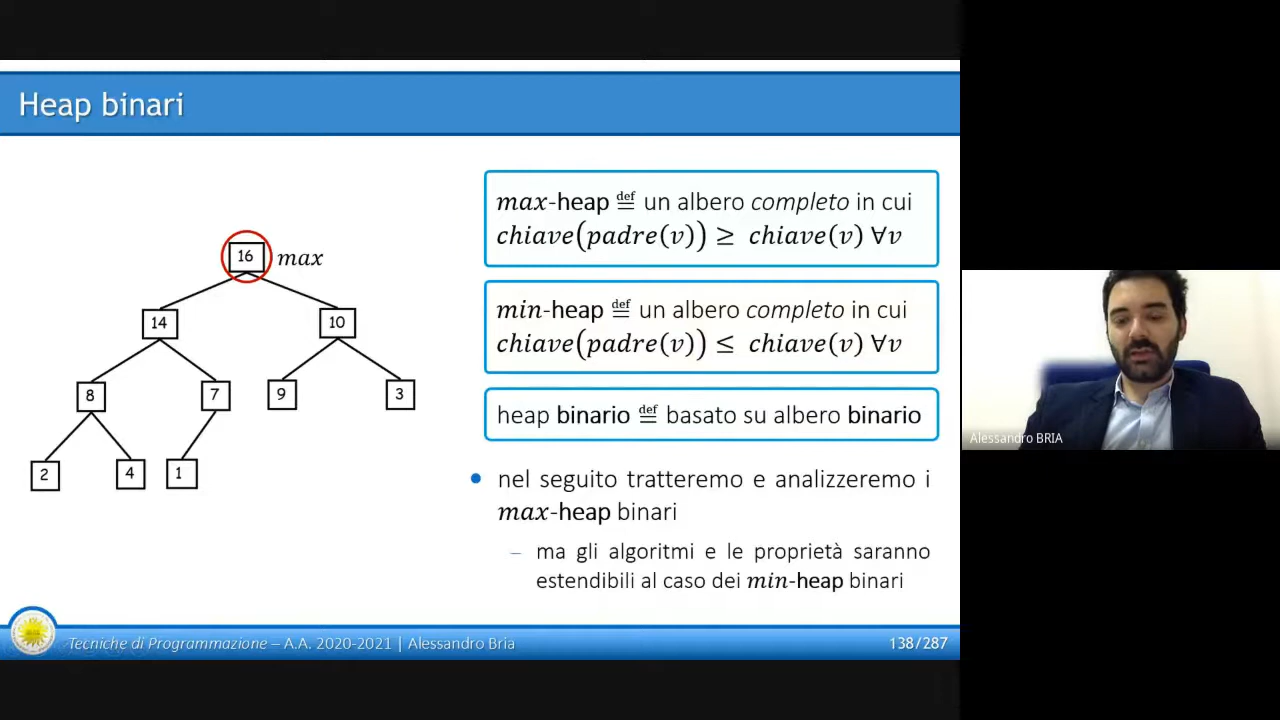 Heap binari
16 max
14 10
8 7 9 3
2 4 1
max-heap ≝ un albero completo in cui
chiave(padre(v)) ≥ chiave(v) ∀v
min-heap ≝ un albero completo in cui
chiave(padre(v)) ≤ chiave(v) ∀v
heap binario ≝ basato su albero binario
• nel seguito tratteremo e analizzeremo i
max-heap binari
– ma gli algoritmi e le proprietà saranno
estendibili al caso dei min-heap binari
Tecniche di Programmazione – A.A. 2020-2021 | Alessandro Bria
138/287
Alessandro BRIA